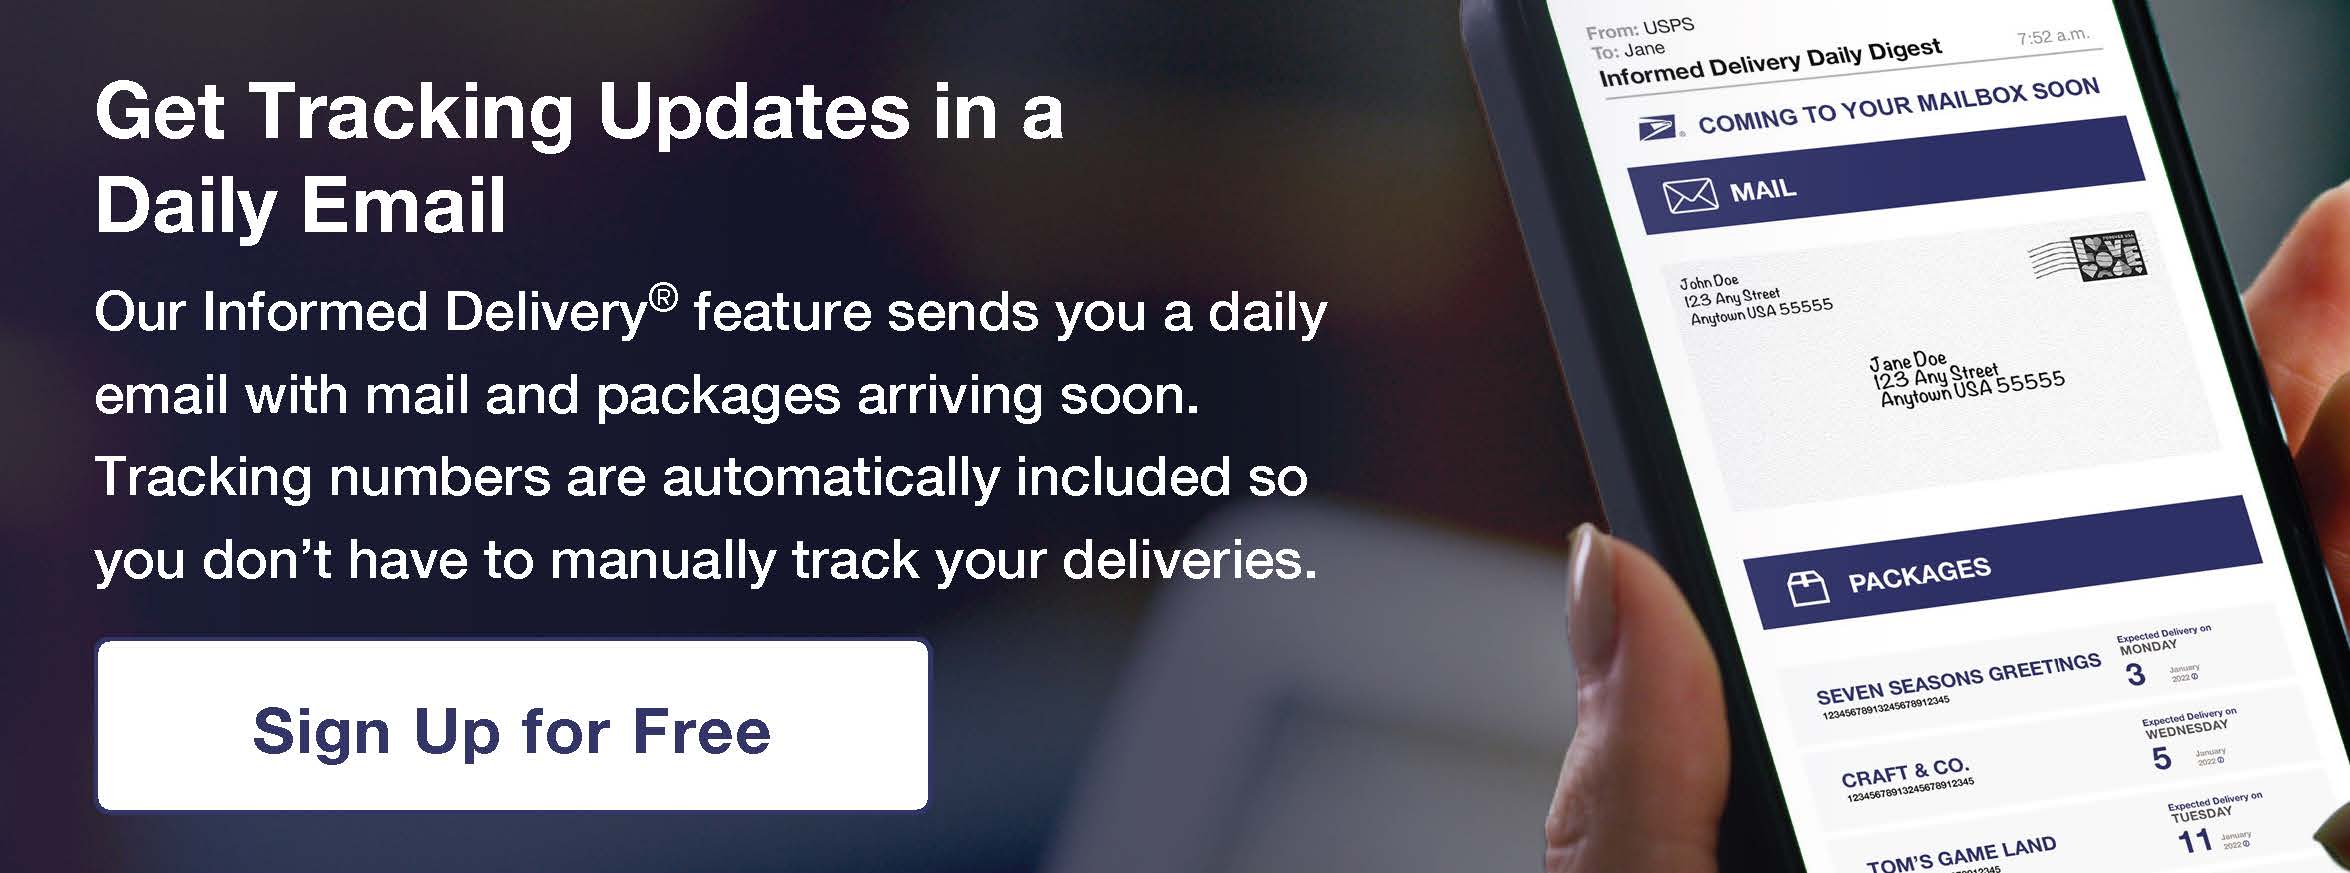 Get Tracking Updates in a
Daily Email
Our Informed Delivery® feature sends you a daily
email with mail and packages arriving soon.
Tracking numbers are automatically included so
you don’t have to manually track your deliveries.
Sign Up for Free
From: USPS
To: Jane
Informed Delivery Daily Digest 7:52 a.m.
COMING TO YOUR MAILBOX SOON
MAIL
John Doe
123 Any Street
Anytown USA 55555
FOREVER USA
LOVE
Jane Doe
123 Any Street
Anytown USA 55555
PACKAGES
SEVEN SEASONS GREETINGS
12345678913245678912345
Expected Delivery on
MONDAY
3 January
2022
CRAFT & CO.
12345678913245678912345
Expected Delivery on
WEDNESDAY
5 January
2022
TOM’S GAME LAND
Expected Delivery on
TUESDAY
11 January
2022